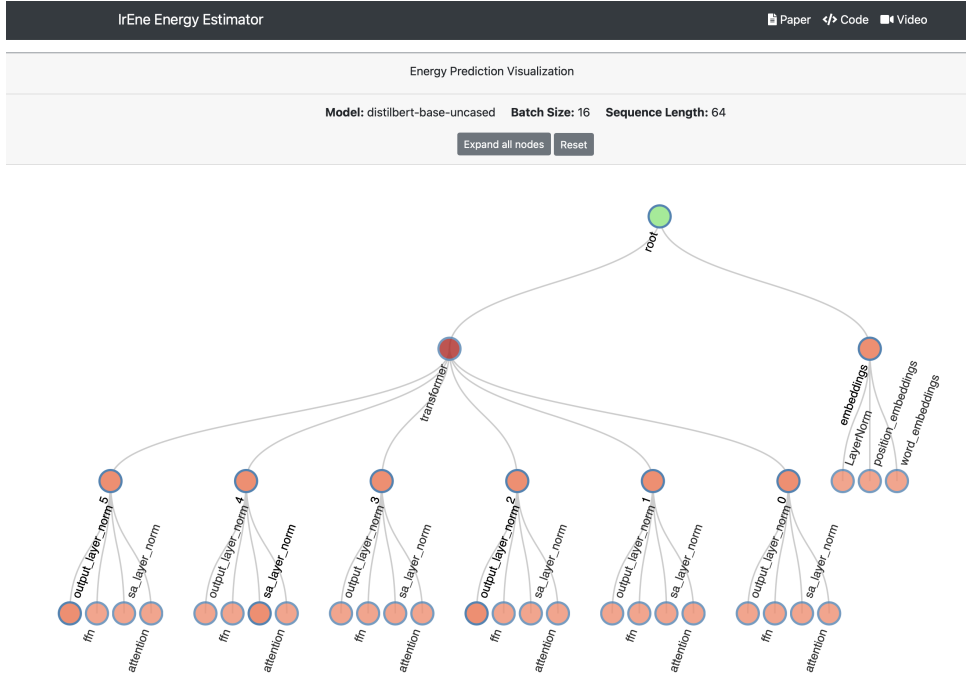 IrEne Energy Estimator
Paper
Code
Video
Energy Prediction Visualization
Model: distilbert-base-uncased Batch Size: 16 Sequence Length: 64
Expand all nodes
Reset
root
transformer
embeddings
LayerNorm
position_embeddings
word_embeddings
5
4
3
2
1
0
output_layer_norm
sa_layer_norm
output_layer_norm
sa_layer_norm
output_layer_norm
sa_layer_norm
output_layer_norm
sa_layer_norm
output_layer_norm
sa_layer_norm
output_layer_norm
sa_layer_norm
ffn
attention
ffn
attention
ffn
attention
ffn
attention
ffn
attention
ffn
attention